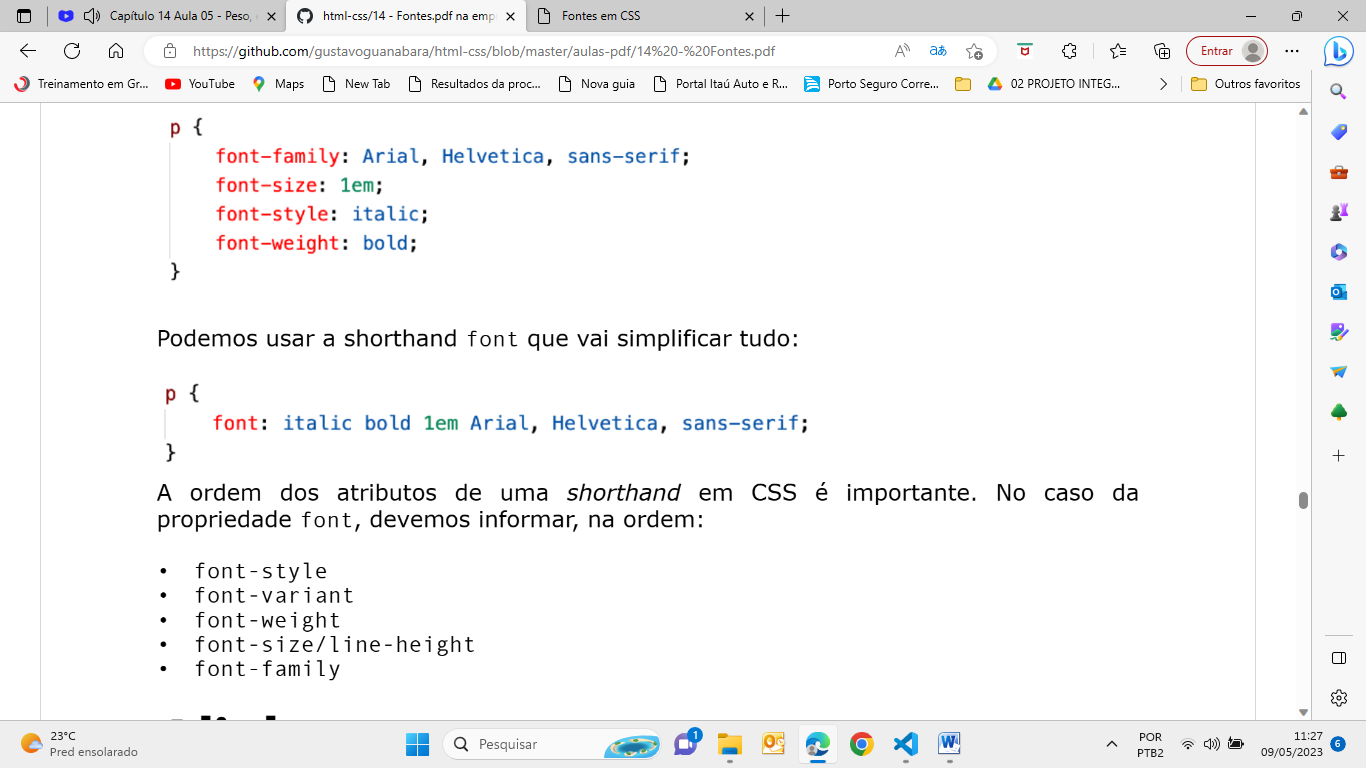 Capítulo 14 Aula 05 - Peso,
html-css/14 - Fontes.pdf na emp
Fontes em CSS
https://github.com/gustavoguanabara/html-css/blob/master/aulas-pdf/14%20-%20Fontes.pdf
Entrar
Treinamento em Gr...
YouTube
Maps
New Tab
Resultados da proc...
Nova guia
Portal Itaú Auto e R...
Porto Seguro Corre...
02 PROJETO INTEG...
Outros favoritos
p {
font-family: Arial, Helvetica, sans-serif;
font-size: 1em;
font-style: italic;
font-weight: bold;
}
Podemos usar a shorthand font que vai simplificar tudo:
p {
font: italic bold 1em Arial, Helvetica, sans-serif;
}
A ordem dos atributos de uma shorthand em CSS é importante. No caso da
propriedade font, devemos informar, na ordem:
• font-style
• font-variant
• font-weight
• font-size/line-height
• font-family
23°C
Pred ensolarado
Pesquisar
1
POR
PTB2
11:27
09/05/2023
6